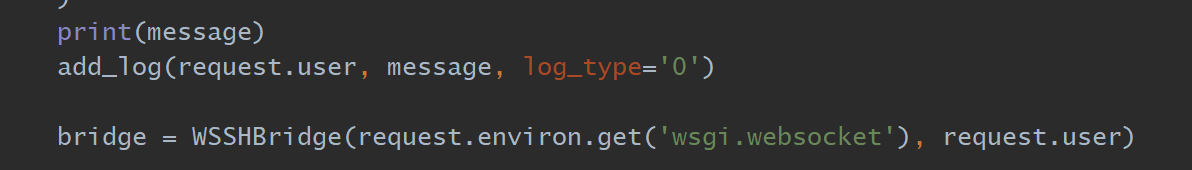 )
print(message)
add_log(request.user, message, log_type='0')
bridge = WSSHBridge(request.environ.get('wsgi.websocket'), request.user)